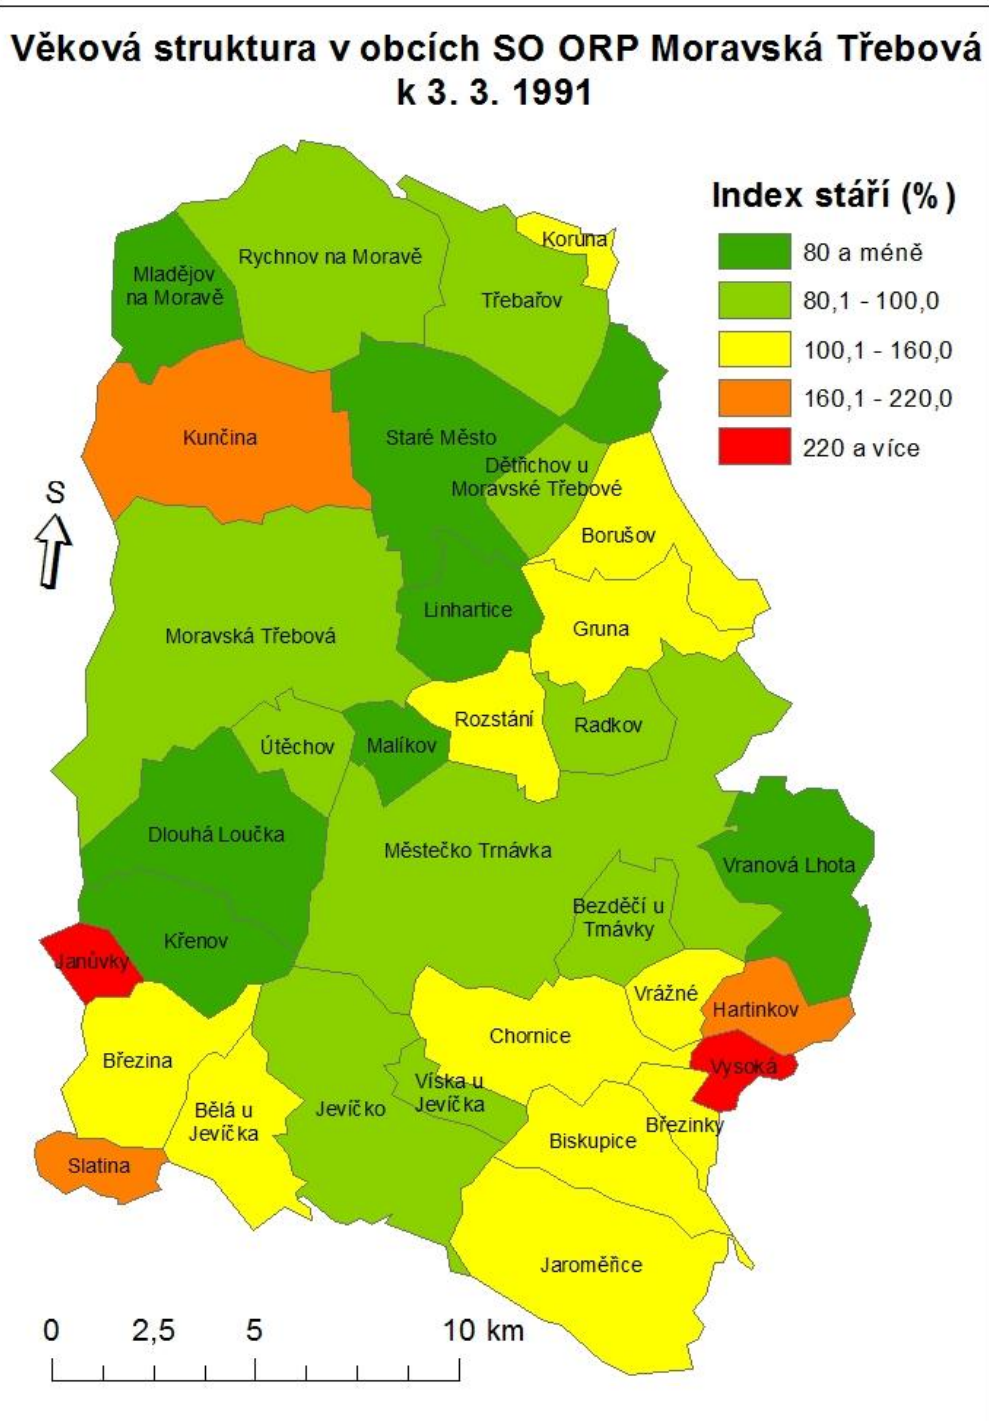 Věková struktura v obcích SO ORP Moravská Třebová
k 3. 3. 1991
Index stáří (%)
80 a méně
80,1 - 100,0
100,1 - 160,0
160,1 - 220,0
220 a více
Koruna
Rychnov na Moravě
Mladějov
na Moravě
Třebařov
Kunčina
Staré Město
Dětřichov u
Moravské Třebové
S
Borušov
Linhartice
Gruna
Moravská Třebová
Rozstání
Radkov
Útěchov
Malíkov
Dlouhá Loučka
Městečko Trnávka
Vranová Lhota
Bezděčí u
Trnávky
Křenov
Janůvky
Vrážné
Hartinkov
Chornice
Březina
Vysoká
Víska u
Jevíčka
Jevíčko
Bělá u
Jevíčka
Březinky
Biskupice
Slatina
Jaroměřice
0 2,5 5 10 km